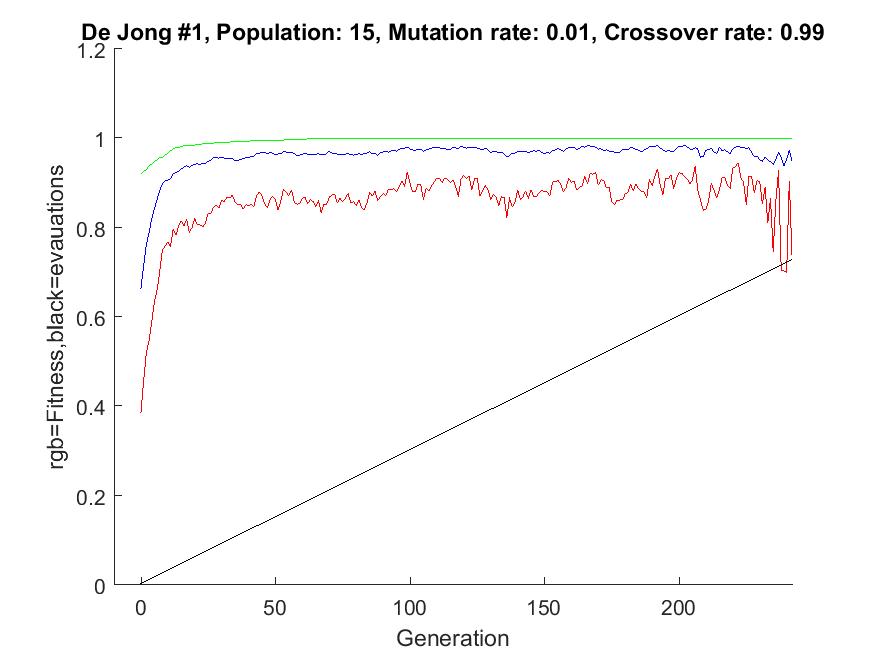 De Jong #1, Population: 15, Mutation rate: 0.01, Crossover rate: 0.99
rgb=Fitness,black=evauations
1.2
1
0.8
0.6
0.4
0.2
0
0 50 100 150 200
Generation